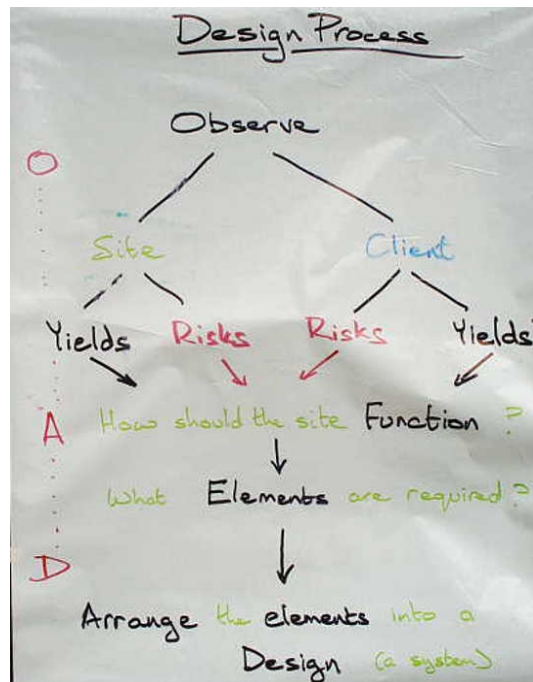 Design Process
Observe
O
Site Client
Yields Risks Risks Yields
A How should the site Function ?
What Elements are required ?
D
Arrange the elements into a
Design (a system)